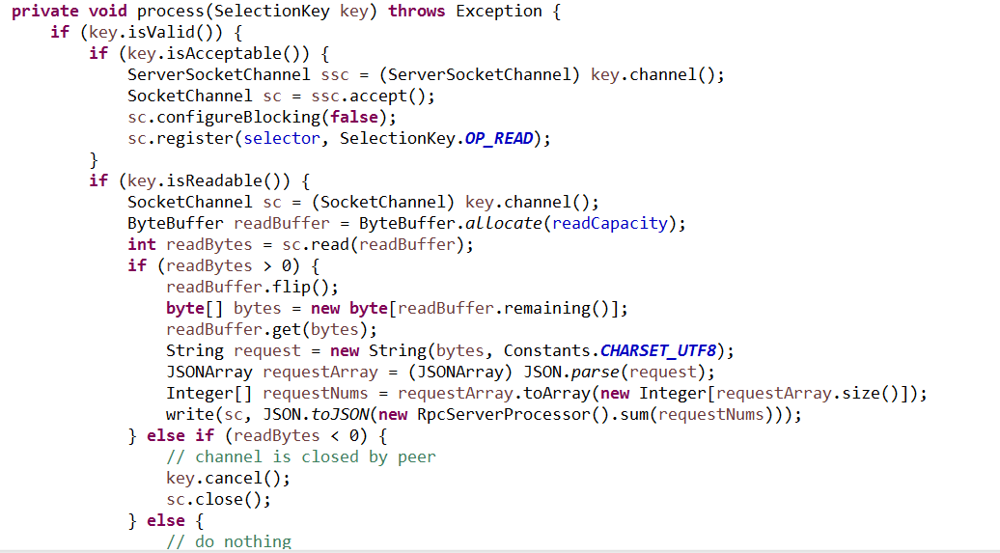 private void process(SelectionKey key) throws Exception {
    if (key.isValid()) {
        if (key.isAcceptable()) {
            ServerSocketChannel ssc = (ServerSocketChannel) key.channel();
            SocketChannel sc = ssc.accept();
            sc.configureBlocking(false);
            sc.register(selector, SelectionKey.OP_READ);
        }
        if (key.isReadable()) {
            SocketChannel sc = (SocketChannel) key.channel();
            ByteBuffer readBuffer = ByteBuffer.allocate(readCapacity);
            int readBytes = sc.read(readBuffer);
            if (readBytes > 0) {
                readBuffer.flip();
                byte[] bytes = new byte[readBuffer.remaining()];
                readBuffer.get(bytes);
                String request = new String(bytes, Constants.CHARSET_UTF8);
                JSONArray requestArray = (JSONArray) JSON.parse(request);
                Integer[] requestNums = requestArray.toArray(new Integer[requestArray.size()]);
                write(sc, JSON.toJSON(new RpcServerProcessor().sum(requestNums)));
            } else if (readBytes < 0) {
                // channel is closed by peer
                key.cancel();
                sc.close();
            } else {
                // do nothing